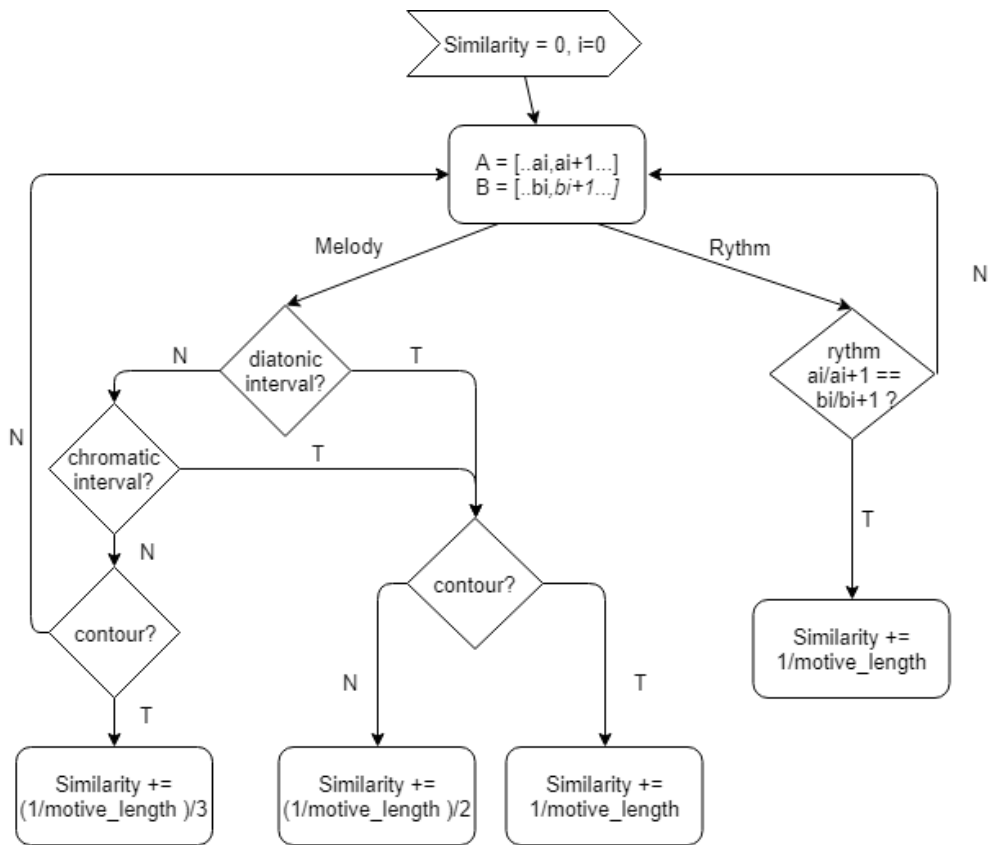 Similarity = 0, i=0
A = [..ai,ai+1...]
B = [..bi,bi+1...]
Melody
Rythm
N
N
T
diatonic
interval?
rythm
ai/ai+1 ==
bi/bi+1 ?
N
chromatic
interval?
T
N
T
contour?
contour?
Similarity +=
1/motive_length
N
T
T
Similarity +=
(1/motive_length )/3
Similarity +=
(1/motive_length )/2
Similarity +=
1/motive_length